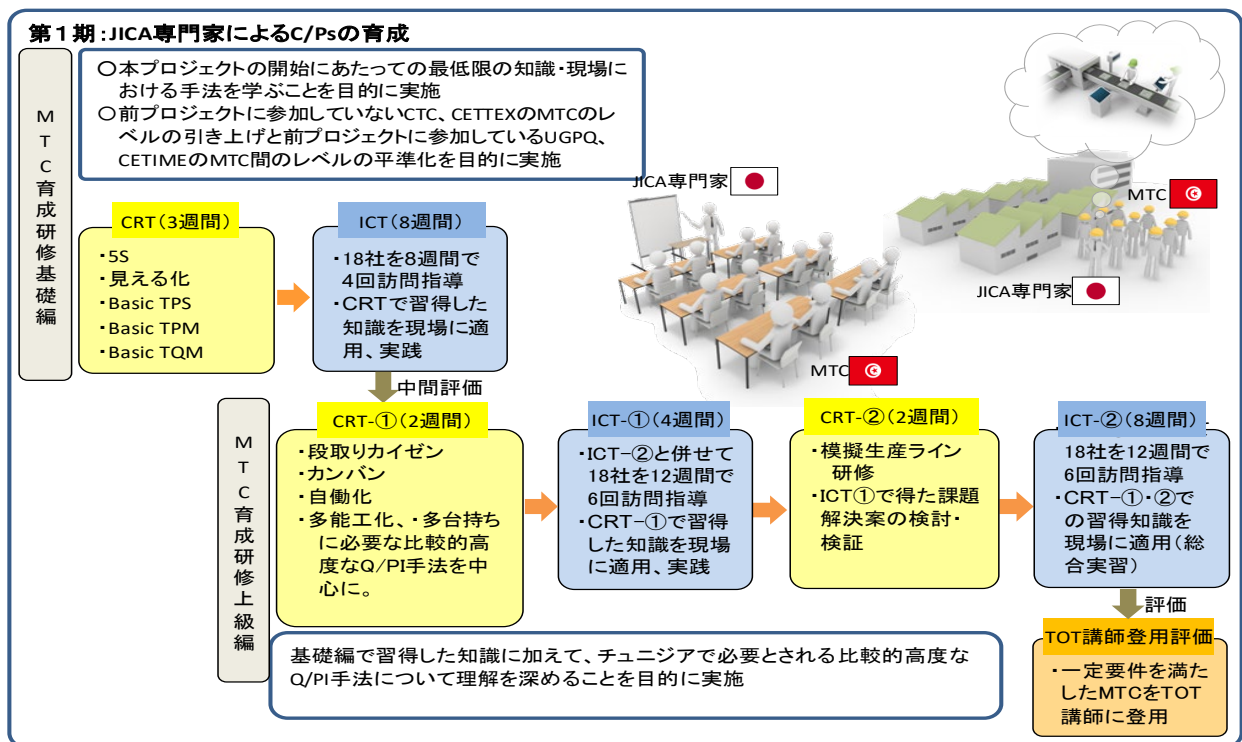 第1期:JICA専門家によるC/Psの育成
MTC育成研修基礎編
〇本プロジェクトの開始にあたっての最低限の知識・現場に
おける手法を学ぶことを目的に実施
〇前プロジェクトに参加していないCTC、CETTEXのMTCのレ
ベルの引き上げと前プロジェクトに参加しているUGPQ、
CETIMEのMTC間のレベルの平準化を目的に実施
JICA専門家
MTC
MTC
JICA専門家
CRT(3週間)
・5S
・見える化
・Basic TPS
・Basic TPM
・Basic TQM
ICT(8週間)
・18社を8週間で
4回訪問指導
・CRTで習得した
知識を現場に適
用、実践
中間評価
MTC育成研修上級編
CRT-①(2週間)
・段取りカイゼン
・カンバン
・自働化
・多能工化、・多台持ち
に必要な比較的高
度なQ/PI手法を中
心に。
ICT-①(4週間)
・ICT-②と併せて
18社を12週間で
6回訪問指導
・CRT-①で習得
した知識を現場
に適用、実践
CRT-②(2週間)
・模擬生産ライン
研修
・ICT①で得た課題
解決案の検討・
検証
ICT-②(8週間)
18社を12週間で
6回訪問指導
・CRT-①・②で
の習得知識を
現場に適用(総
合実習)
評価
TOT講師登用評価
・一定要件を満た
したMTCをTOT
講師に登用
基礎編で習得した知識に加えて、チュニジアで必要とされる比較的高度な
Q/PI手法について理解を深めることを目的に実施